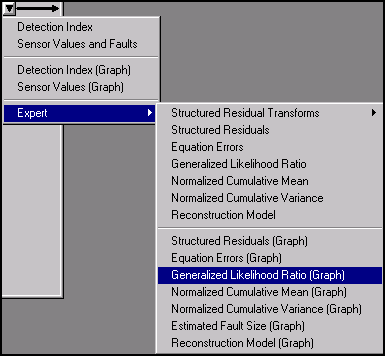 Detection Index
Sensor Values and Faults
Detection Index (Graph)
Sensor Values (Graph)
Expert
Structured Residual Transforms
Structured Residuals
Equation Errors
Generalized Likelihood Ratio
Normalized Cumulative Mean
Normalized Cumulative Variance
Reconstruction Model
Structured Residuals (Graph)
Equation Errors (Graph)
Generalized Likelihood Ratio (Graph)
Normalized Cumulative Mean (Graph)
Normalized Cumulative Variance (Graph)
Estimated Fault Size (Graph)
Reconstruction Model (Graph)